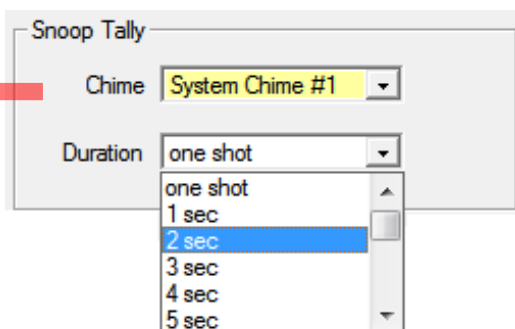 Snoop Tally
Chime System Chime #1
Duration one shot
one shot
1 sec
2 sec
3 sec
4 sec
5 sec